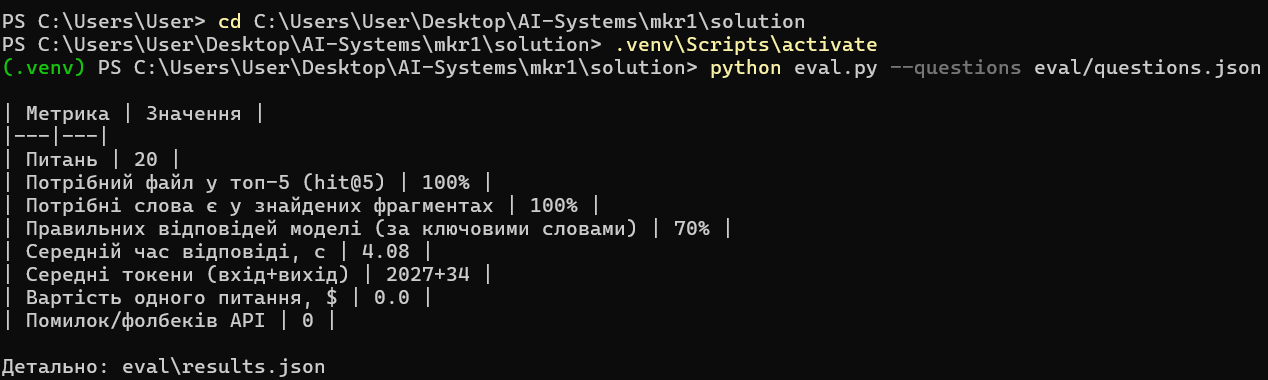 PS C:\Users\User> cd C:\Users\User\Desktop\AI-Systems\mkr1\solution
PS C:\Users\User\Desktop\AI-Systems\mkr1\solution> .venv\Scripts\activate
(.venv) PS C:\Users\User\Desktop\AI-Systems\mkr1\solution> python eval.py --questions eval/questions.json
| Метрика | Значення |
|---|---|
| Питань | 20 |
| Потрібний файл у топ-5 (hit@5) | 100% |
| Потрібні слова є у знайдених фрагментах | 100% |
| Правильних відповідей моделі (за ключовими словами) | 70% |
| Середній час відповіді, с | 4.08 |
| Середні токени (вхід+вихід) | 2027+34 |
| Вартість одного питання, $ | 0.0 |
| Помилок/фолбеків API | 0 |
Детально: eval\results.json